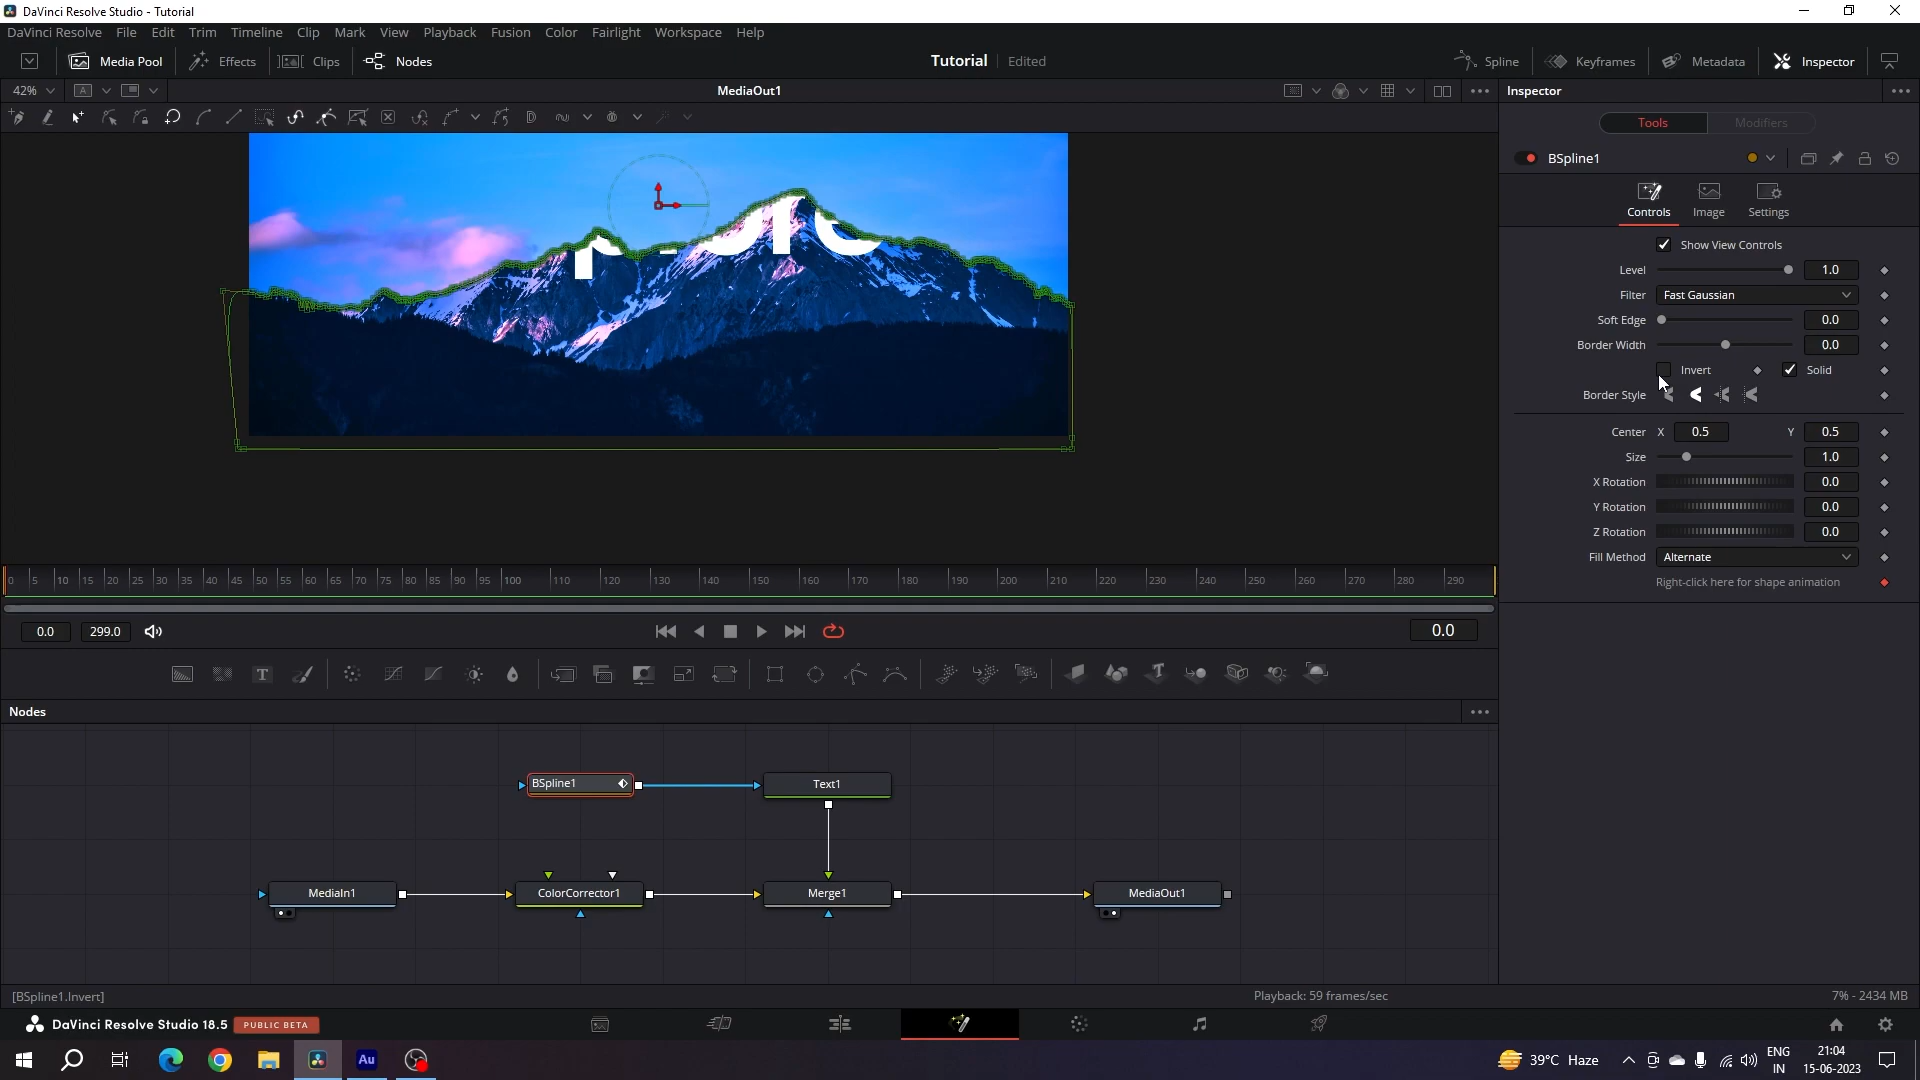 DaVinci Resolve Studio - Tutorial
DaVinci Resolve File Edit Trim Timeline Clip Mark View Playback Fusion Color Fairlight Workspace Help
Media Pool Effects Clips Nodes Tutorial Edited Spline Keyframes Metadata Inspector
42% A MediaOut1 Inspector
Tools Modifiers
BSpline1
Controls Image Settings
Show View Controls
Level 1.0
Filter Fast Gaussian
Soft Edge 0.0
Border Width 0.0
Invert Solid
Border Style
Center X 0.5 Y 0.5
Size 1.0
X Rotation 0.0
Y Rotation 0.0
Z Rotation 0.0
Fill Method Alternate
Right-click here for shape animation
0 5 10 15 20 25 30 35 40 45 50 55 60 65 70 75 80 85 90 95 100 110 120 130 140 150 160 170 180 190 200 210 220 230 240 250 260 270 280 290
0.0 299.0 0.0
Nodes
BSpline1 Text1
MediaIn1 ColorCorrector1 Merge1 MediaOut1
[BSpline1.Invert] Playback: 59 frames/sec 7% - 2434 MB
DaVinci Resolve Studio 18.5 PUBLIC BETA
Au 39°C Haze ENG IN 21:04 15-06-2023